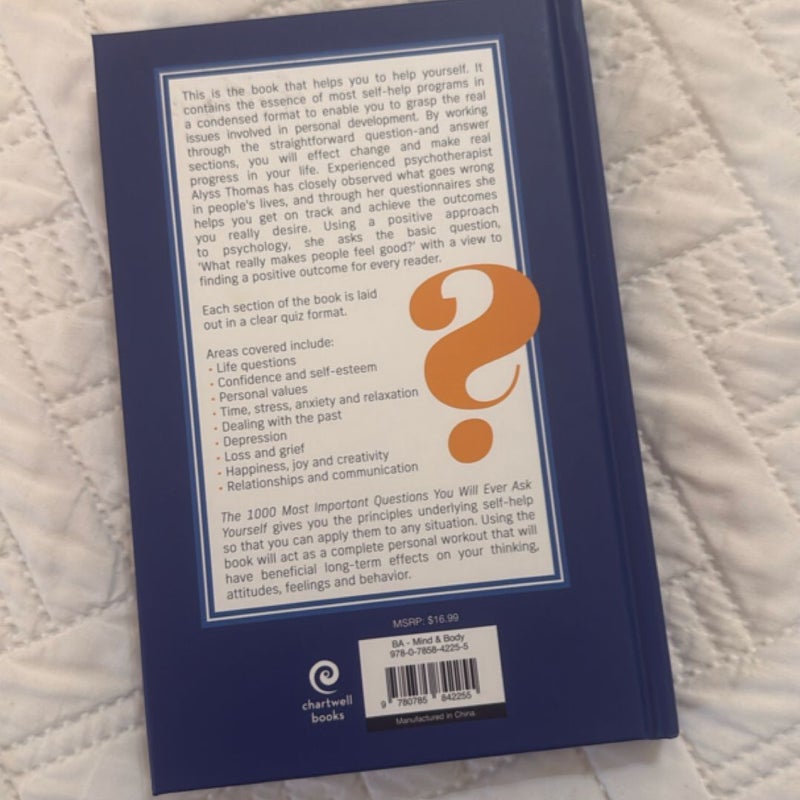 This is the book that helps you to help yourself. It
contains the essence of most self-help programs in
a condensed format to enable you to grasp the real
issues involved in personal development. By working
through the straightforward question-and answer
sections, you will effect change and make real
progress in your life. Experienced psychotherapist
Alyss Thomas has closely observed what goes wrong
in people's lives, and through her questionnaires she
helps you get on track and achieve the outcomes
you really desire. Using a positive approach
to psychology, she asks the basic question,
'What really makes people feel good?' with a view to
finding a positive outcome for every reader.
Each section of the book is laid
out in a clear quiz format.
Areas covered include:
• Life questions
• Confidence and self-esteem
• Personal values
• Time, stress, anxiety and relaxation
• Dealing with the past
• Depression
• Loss and grief
• Happiness, joy and creativity
• Relationships and communication
?
The 1000 Most Important Questions You Will Ever Ask
Yourself gives you the principles underlying self-help
so that you can apply them to any situation. Using the
book will act as a complete personal workout that will
have beneficial long-term effects on your thinking,
attitudes, feelings and behavior.
MSRP: $16.99
BA - Mind & Body
978-0-7858-4225-5
9 780785 842255
Manufactured in China
chartwell
books